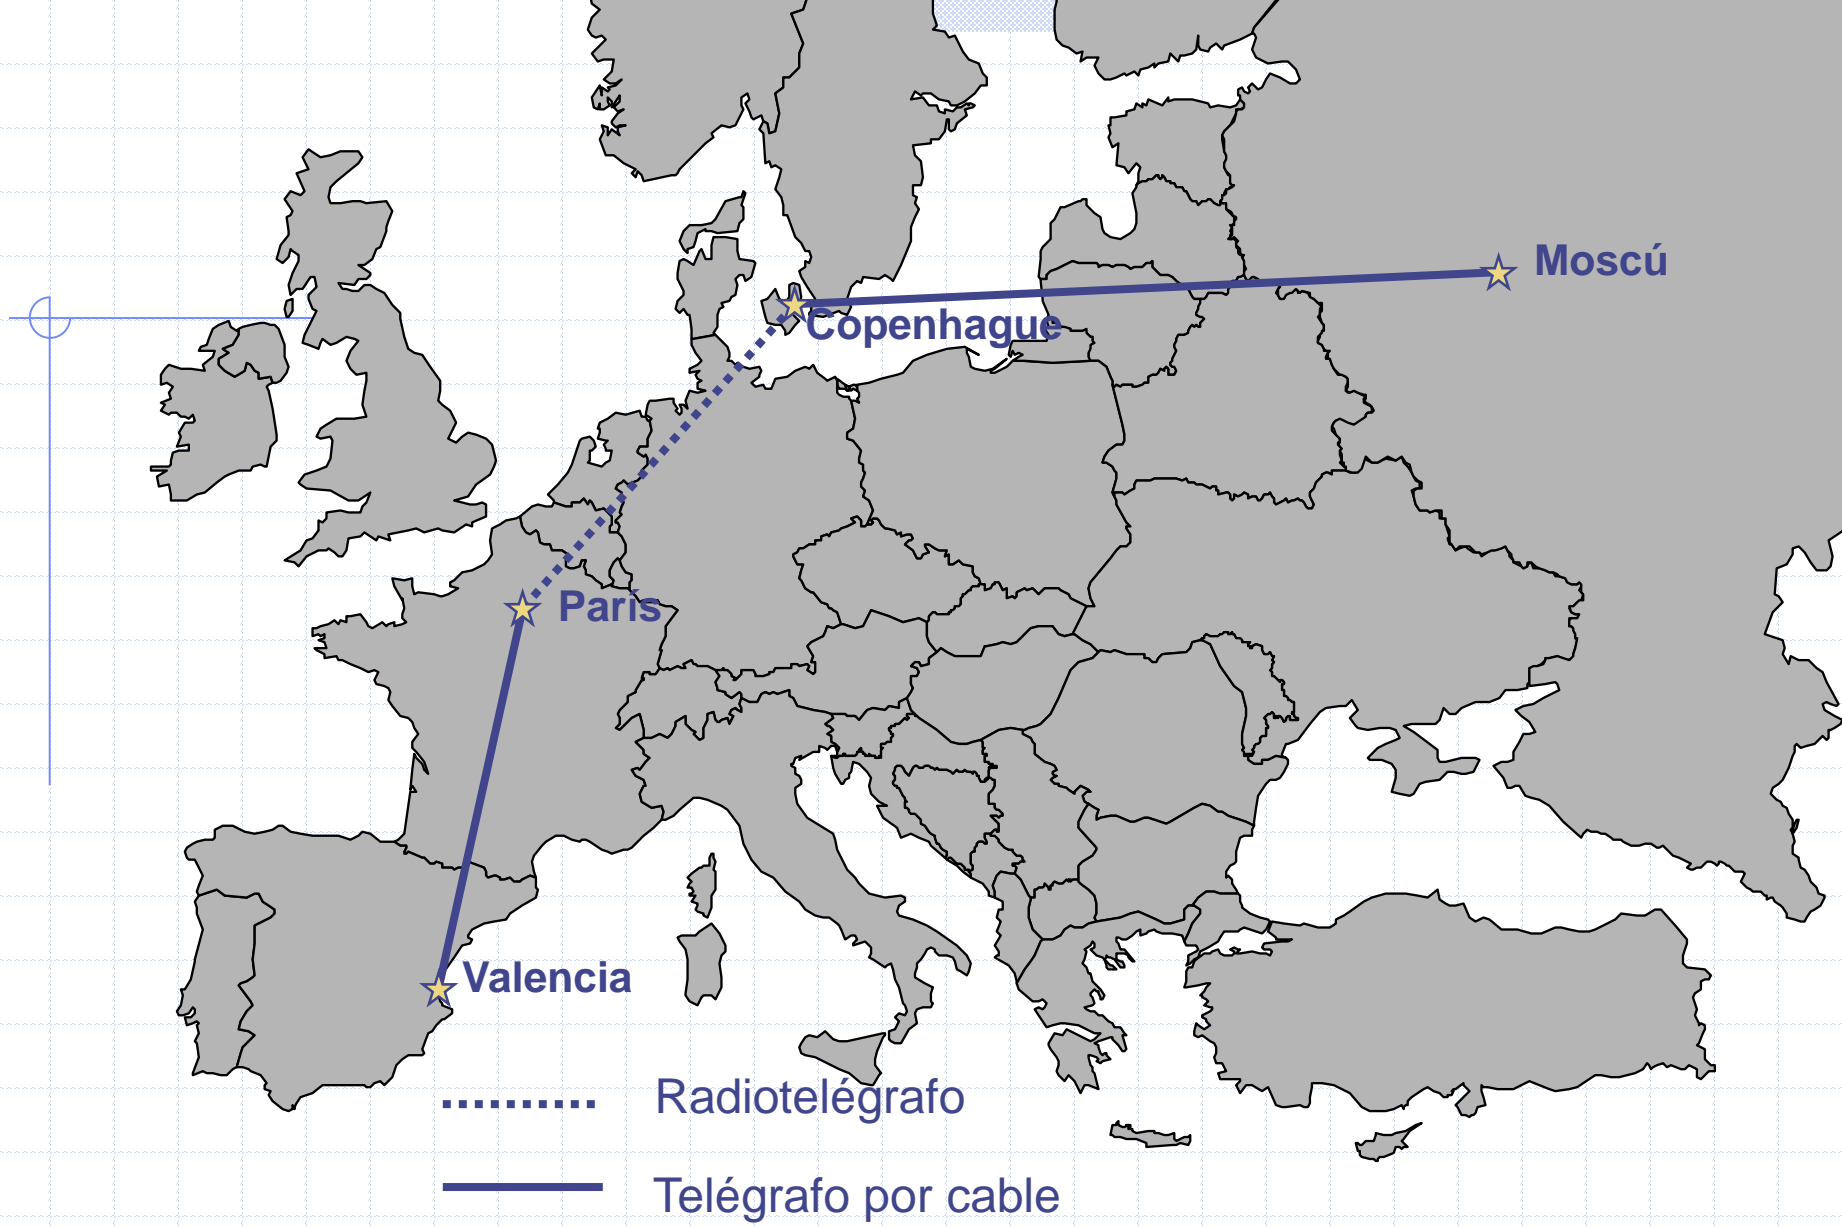 Moscú
Copenhague
París
Valencia
Radiotelégrafo
Telégrafo por cable